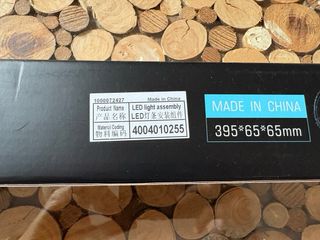 1000072427 Made in China
Product Name LED light assembly
产品名称 LED灯条安装组件
Material Coding
物料编码 4004010255
MADE IN CHINA
395*65*65mm